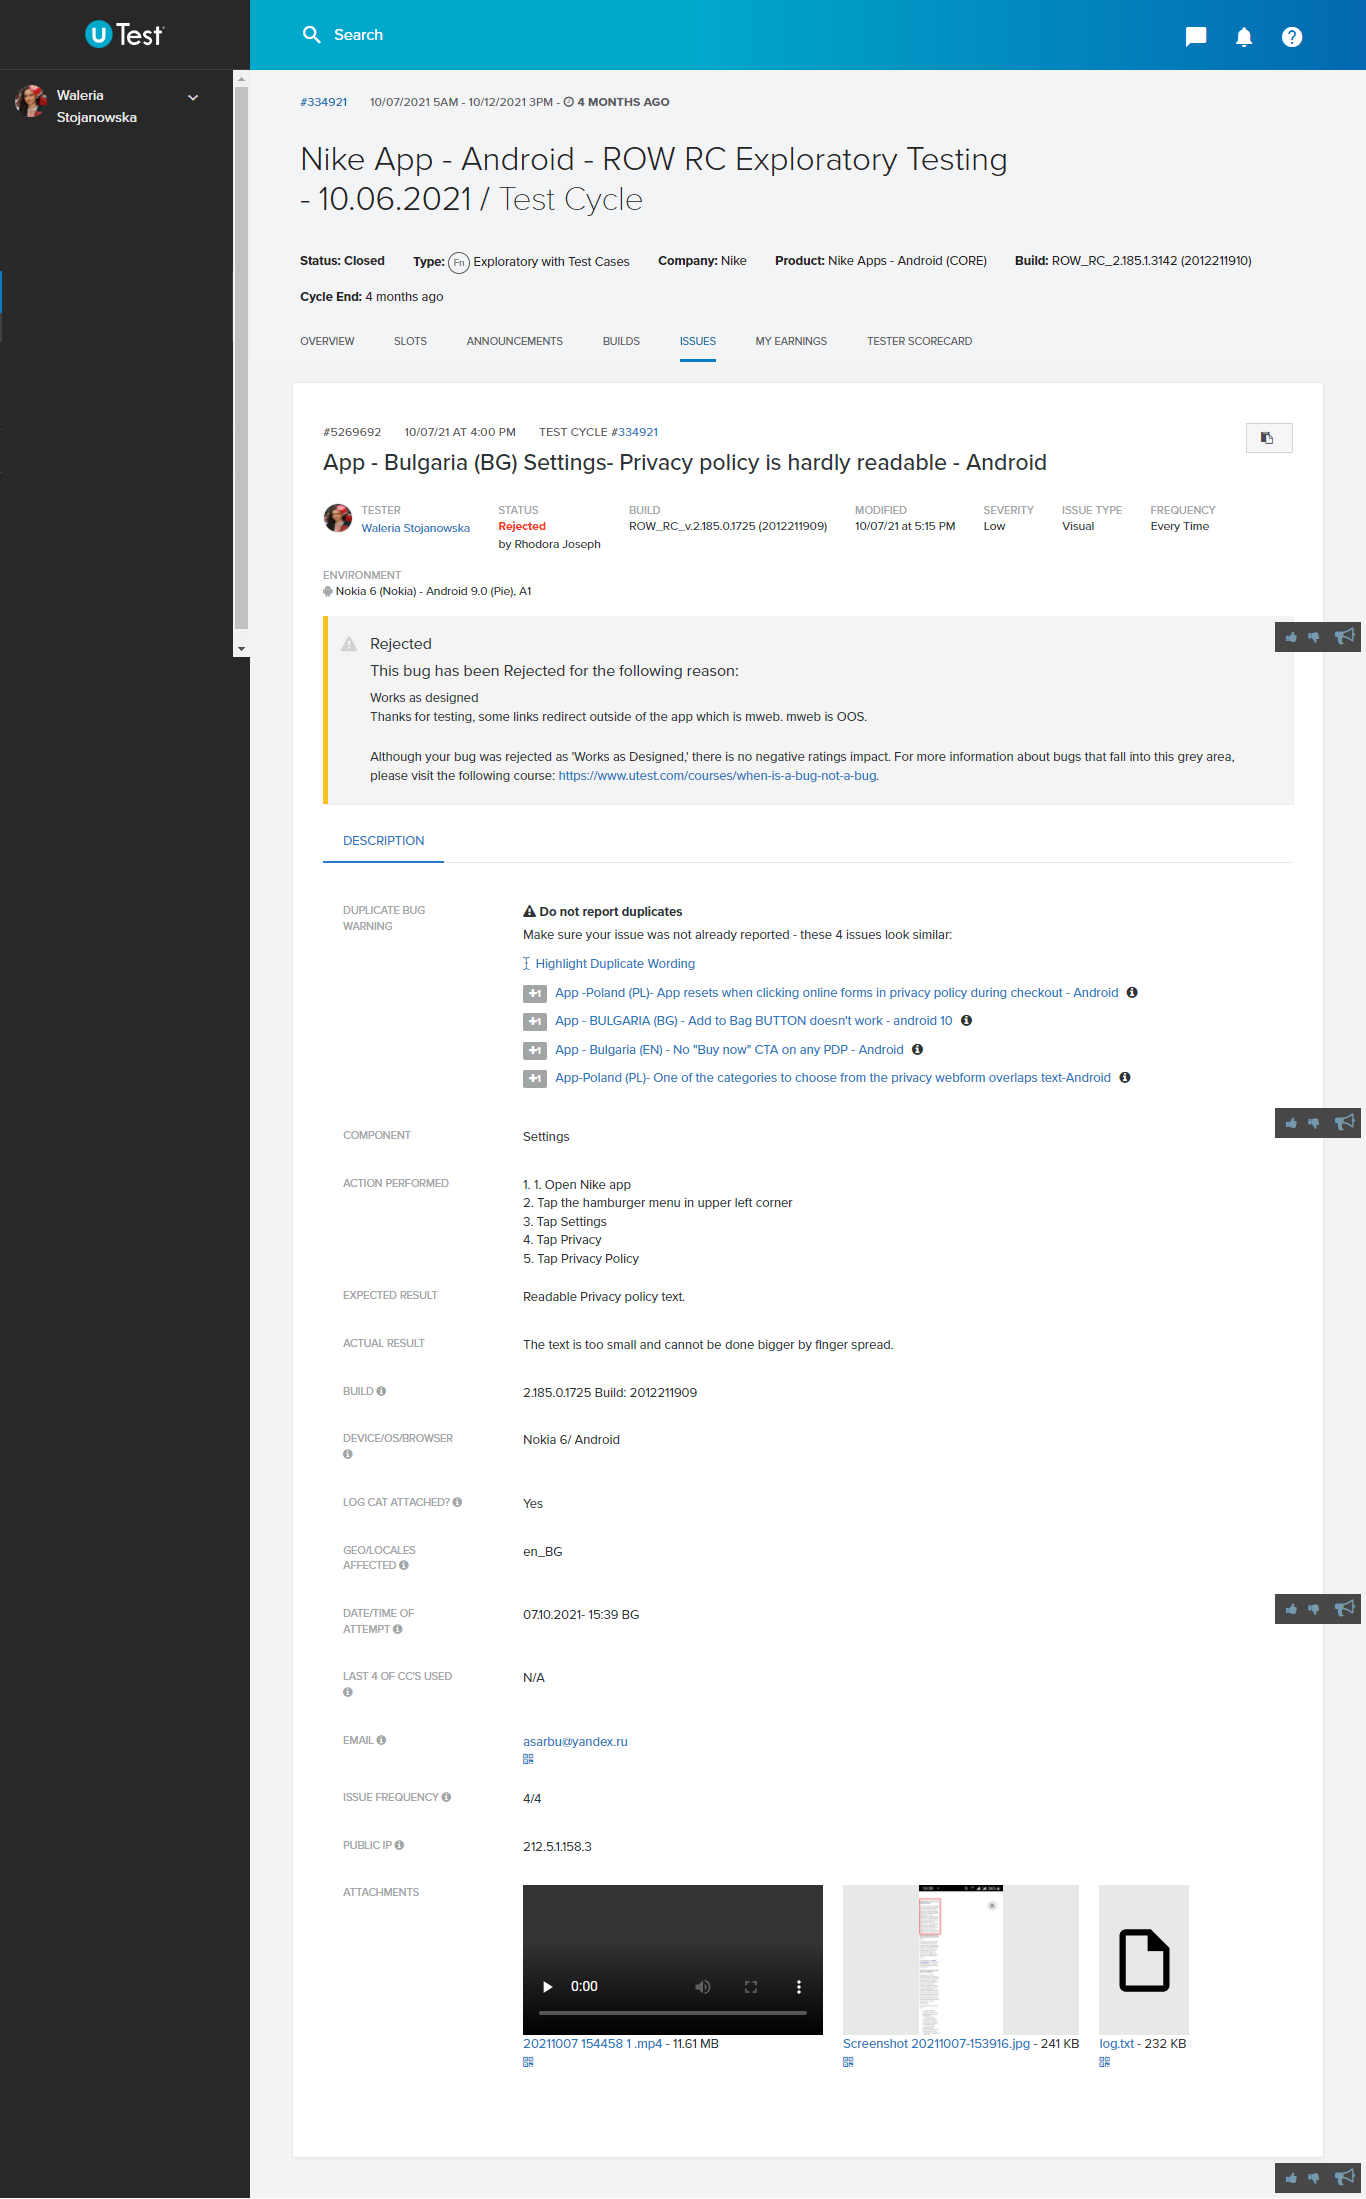 uTest
Search
Waleria
Stojanowska
#334921 10/07/2021 5AM - 10/12/2021 3PM - 4 MONTHS AGO
Nike App - Android - ROW RC Exploratory Testing
- 10.06.2021 / Test Cycle
Status: Closed Type: Fn Exploratory with Test Cases Company: Nike Product: Nike Apps - Android (CORE) Build: ROW_RC_2.185.1.3142 (2012211910)
Cycle End: 4 months ago
OVERVIEW SLOTS ANNOUNCEMENTS BUILDS ISSUES MY EARNINGS TESTER SCORECARD
#5269692 10/07/21 AT 4:00 PM TEST CYCLE #334921
App - Bulgaria (BG) Settings- Privacy policy is hardly readable - Android
TESTER STATUS BUILD MODIFIED SEVERITY ISSUE TYPE FREQUENCY
Waleria Stojanowska Rejected ROW_RC_v.2.185.0.1725 (2012211909) 10/07/21 at 5:15 PM Low Visual Every Time
by Rhodora Joseph
ENVIRONMENT
Nokia 6 (Nokia) - Android 9.0 (Pie), A1
Rejected
This bug has been Rejected for the following reason:
Works as designed
Thanks for testing, some links redirect outside of the app which is mweb. mweb is OOS.
Although your bug was rejected as 'Works as Designed,' there is no negative ratings impact. For more information about bugs that fall into this grey area,
please visit the following course: https://www.utest.com/courses/when-is-a-bug-not-a-bug.
DESCRIPTION
DUPLICATE BUG
WARNING
Do not report duplicates
Make sure your issue was not already reported - these 4 issues look similar:
Highlight Duplicate Wording
+1 App -Poland (PL)- App resets when clicking online forms in privacy policy during checkout - Android
+1 App - BULGARIA (BG) - Add to Bag BUTTON doesn't work - android 10
+1 App - Bulgaria (EN) - No "Buy now" CTA on any PDP - Android
+1 App-Poland (PL)- One of the categories to choose from the privacy webform overlaps text-Android
COMPONENT Settings
ACTION PERFORMED 1. 1. Open Nike app
2. Tap the hamburger menu in upper left corner
3. Tap Settings
4. Tap Privacy
5. Tap Privacy Policy
EXPECTED RESULT Readable Privacy policy text.
ACTUAL RESULT The text is too small and cannot be done bigger by finger spread.
BUILD 2.185.0.1725 Build: 2012211909
DEVICE/OS/BROWSER Nokia 6/ Android
LOG CAT ATTACHED? Yes
GEO/LOCALES
AFFECTED
en_BG
DATE/TIME OF
ATTEMPT
07.10.2021- 15:39 BG
LAST 4 OF CC'S USED N/A
EMAIL asarbu@yandex.ru
ISSUE FREQUENCY 4/4
PUBLIC IP 212.5.1.158.3
ATTACHMENTS
0:00
20211007 154458 1 .mp4 - 11.61 MB Screenshot 20211007-153916.jpg - 241 KB log.txt - 232 KB